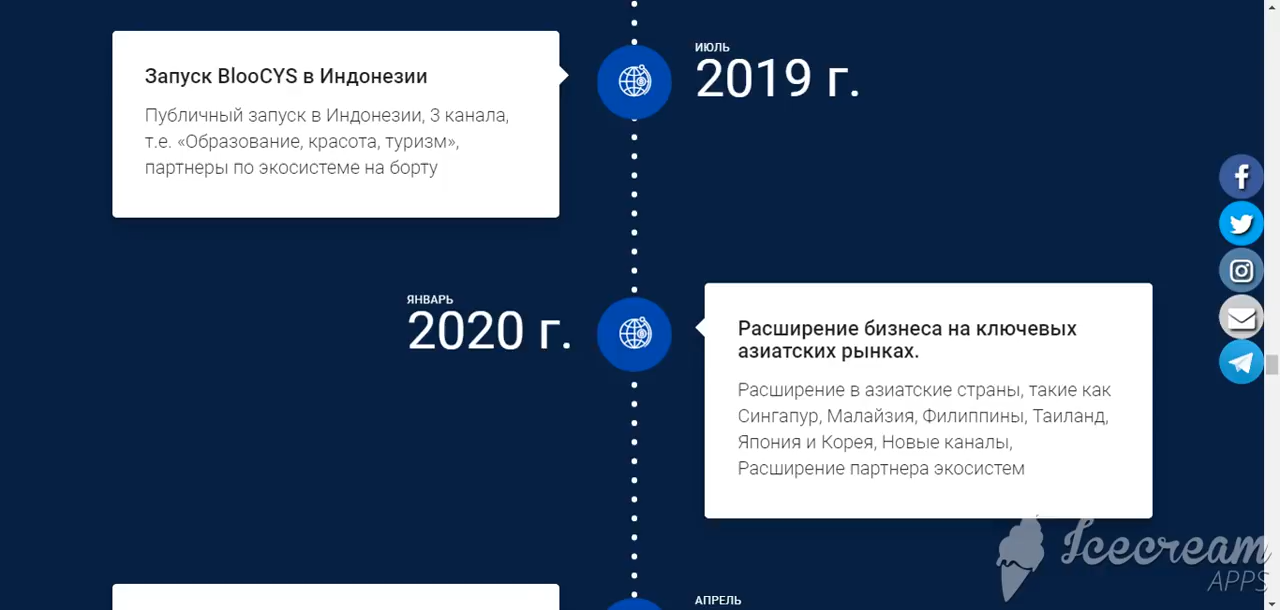 Запуск BlooCYS в Индонезии
Публичный запуск в Индонезии, 3 канала,
т.е. «Образование, красота, туризм»,
партнеры по экосистеме на борту
ИЮЛЬ
2019 г.
ЯНВАРЬ
2020 г.
Расширение бизнеса на ключевых
азиатских рынках.
Расширение в азиатские страны, такие как
Сингапур, Малайзия, Филиппины, Таиланд,
Япония и Корея, Новые каналы,
Расширение партнера экосистем
АПРЕЛЬ
Icecream
APPS